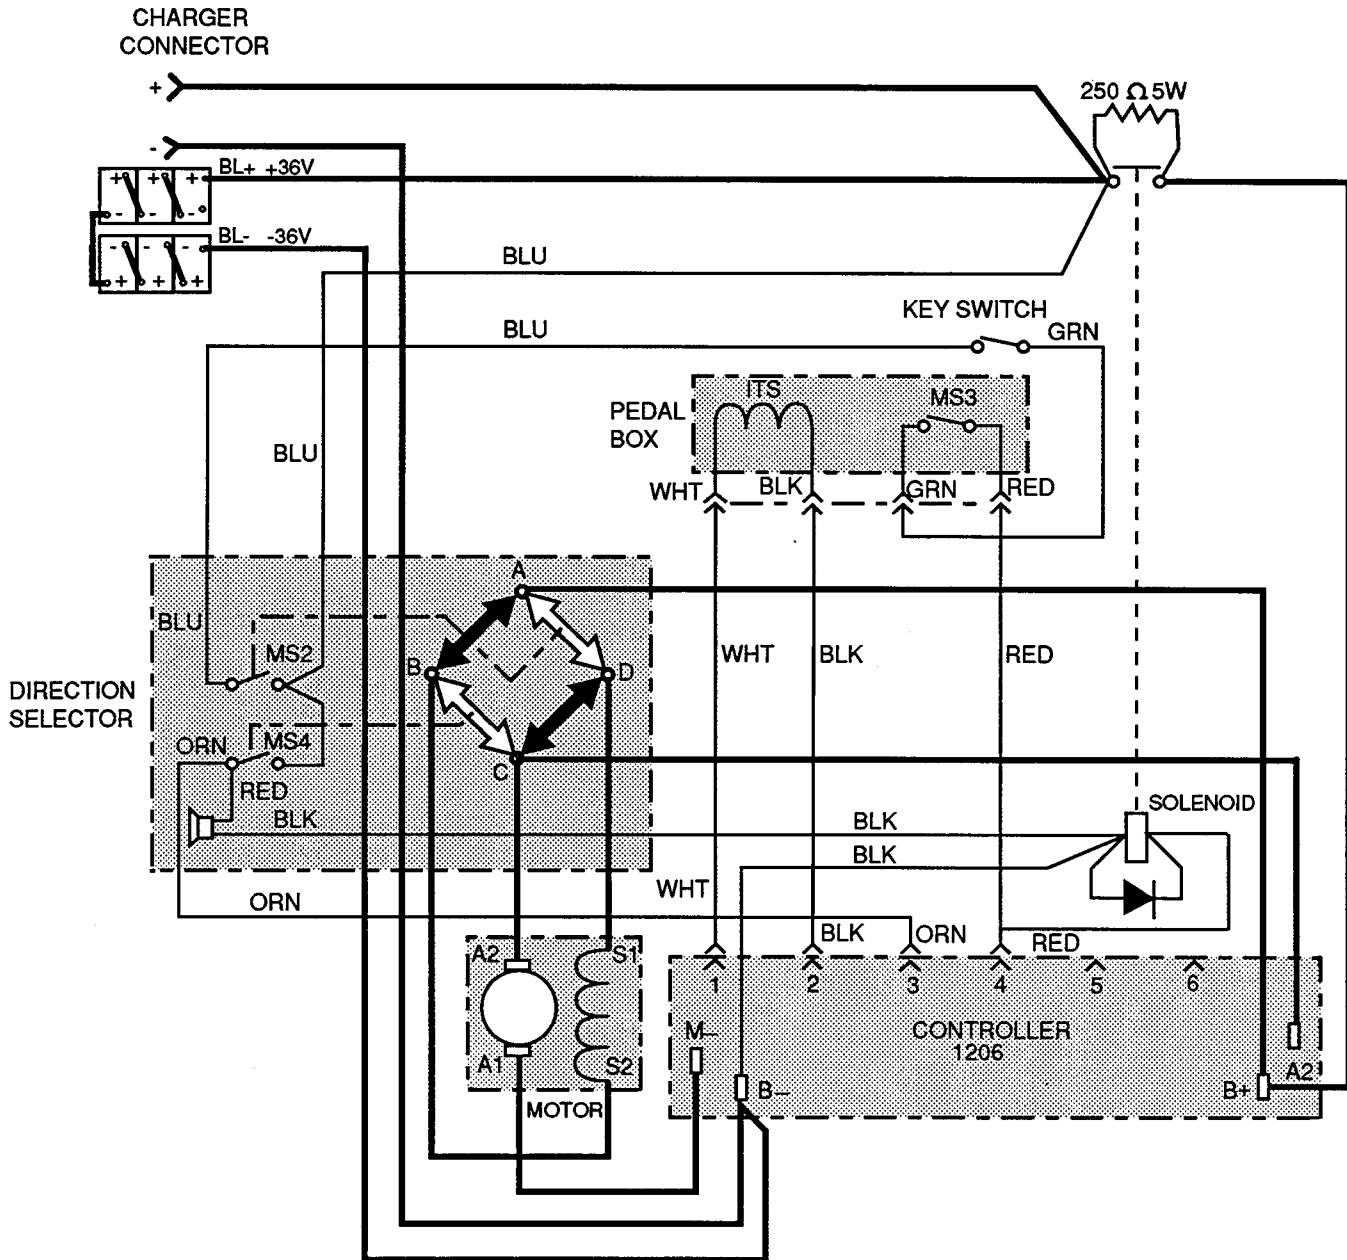 CHARGER
CONNECTOR
+
250 Ω 5W
-
BL+ +36V
+ + +
- - -
BL- -36V
- - -
+ + +
BLU
KEY SWITCH
BLU
GRN
ITS
MS3
PEDAL
BOX
BLU
WHT
BLK
GRN
RED
A
BLU
MS2
B
D
WHT
BLK
RED
DIRECTION
SELECTOR
ORN
MS4
C
RED
BLK
BLK
SOLENOID
BLK
WHT
ORN
BLK
ORN
RED
A2
S1
1
2
3
4
5
6
M-
CONTROLLER
1206
A1
S2
A2
MOTOR
B-
B+